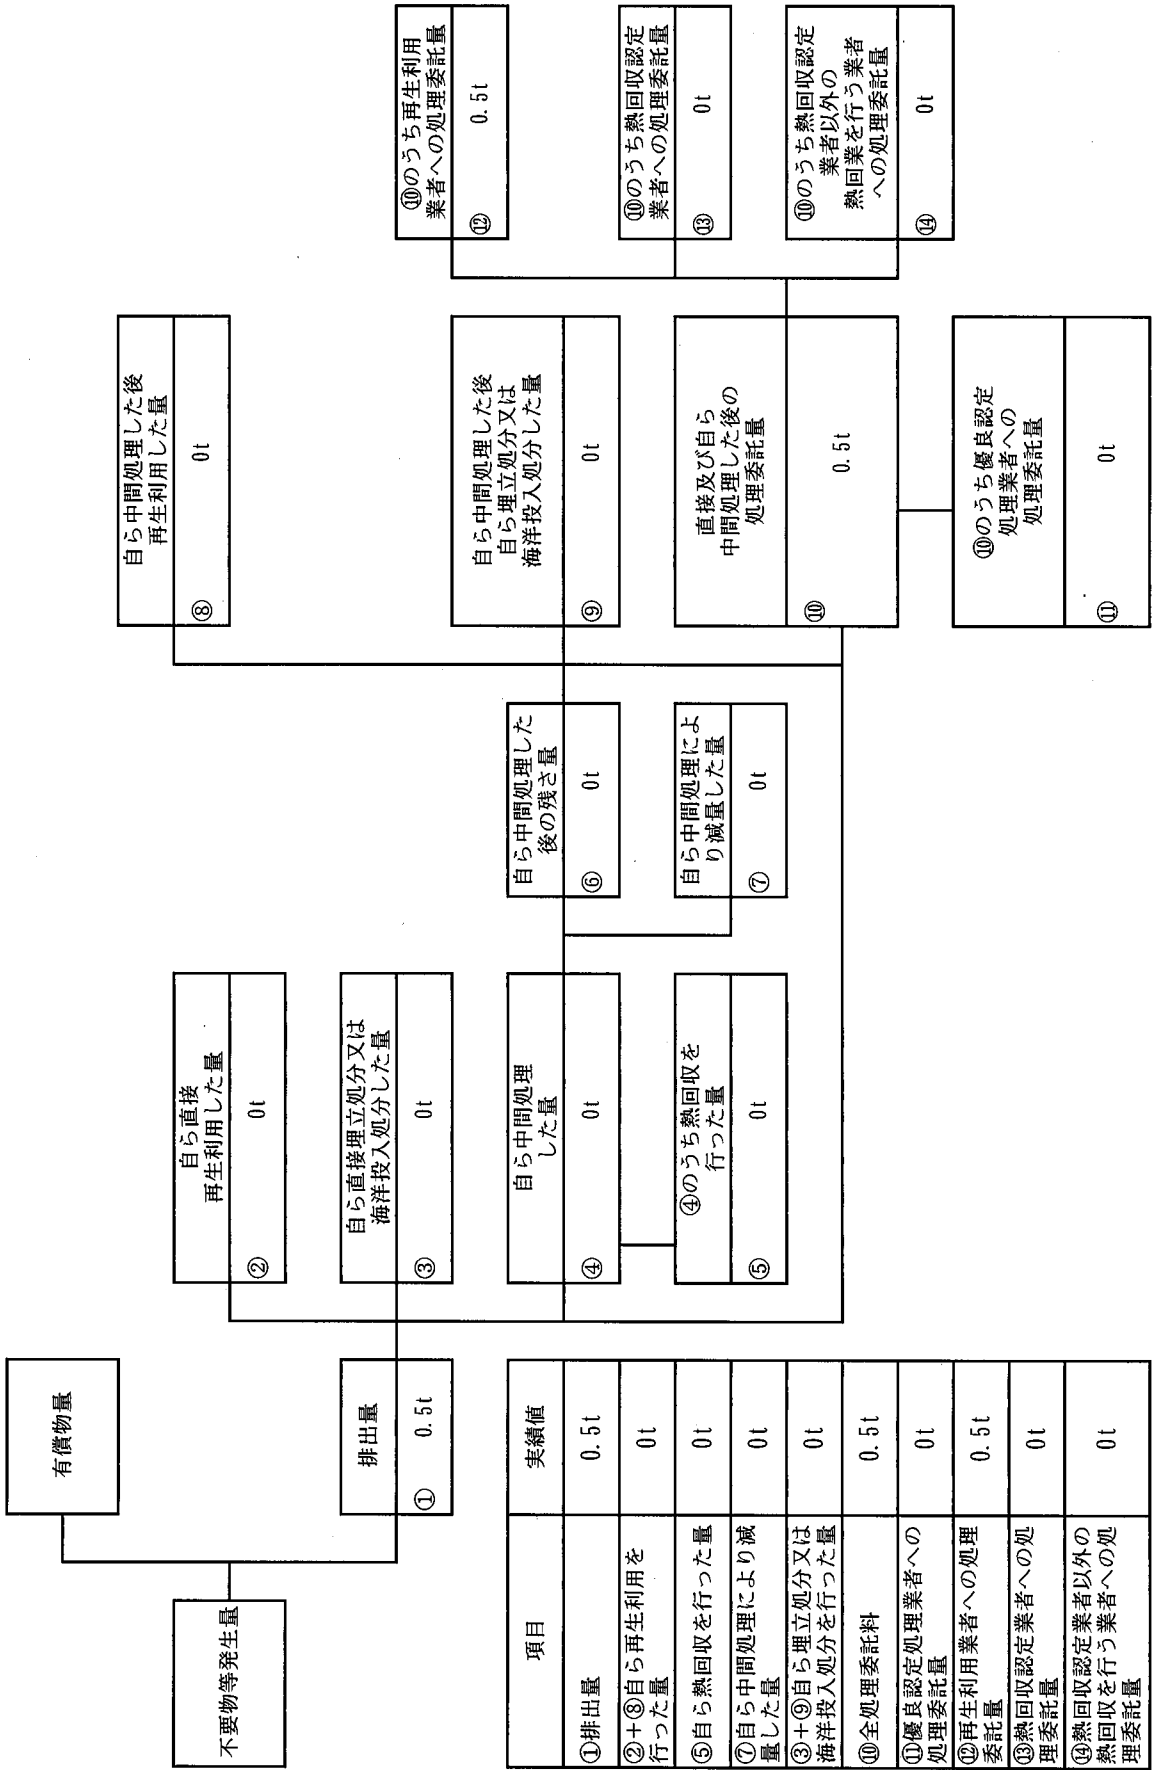 不要物等発生量
有償物量
排出量
① 0.5t
自ら直接
再生利用した量
② 0t
自ら直接埋立処分又は
海洋投入処分した量
③ 0t
自ら中間処理
した量
④ 0t
④のうち熱回収を
行った量
⑤ 0t
自ら中間処理した
後の残さ量
⑥ 0t
自ら中間処理によ
り減量した量
⑦ 0t
自ら中間処理した後
再生利用した量
⑧ 0t
自ら中間処理した後
自ら埋立処分又は
海洋投入処分した量
⑨ 0t
直接及び自ら
中間処理した後の
処理委託量
⑩ 0.5t
⑩のうち優良認定
処理業者への
処理委託量
⑪ 0t
⑩のうち再生利用
業者への処理委託量
⑫ 0.5t
⑩のうち熱回収認定
業者への処理委託量
⑬ 0t
⑩のうち熱回収認定
業者以外の
熱回業を行う業者
への処理委託量
⑭ 0t
項目 実績値
①排出量 0.5t
②+⑧自ら再生利用を
行った量 0t
⑤自ら熱回収を行った量 0t
⑦自ら中間処理により減
量した量 0t
③+⑨自ら埋立処分又は
海洋投入処分を行った量 0t
⑩全処理委託料 0.5t
⑪優良認定処理業者への
処理委託量 0t
⑫再生利用業者への処理
委託量 0.5t
⑬熱回収認定業者への処
理委託量 0t
⑭熱回収認定業者以外の
熱回収を行う業者への処
理委託量 0t